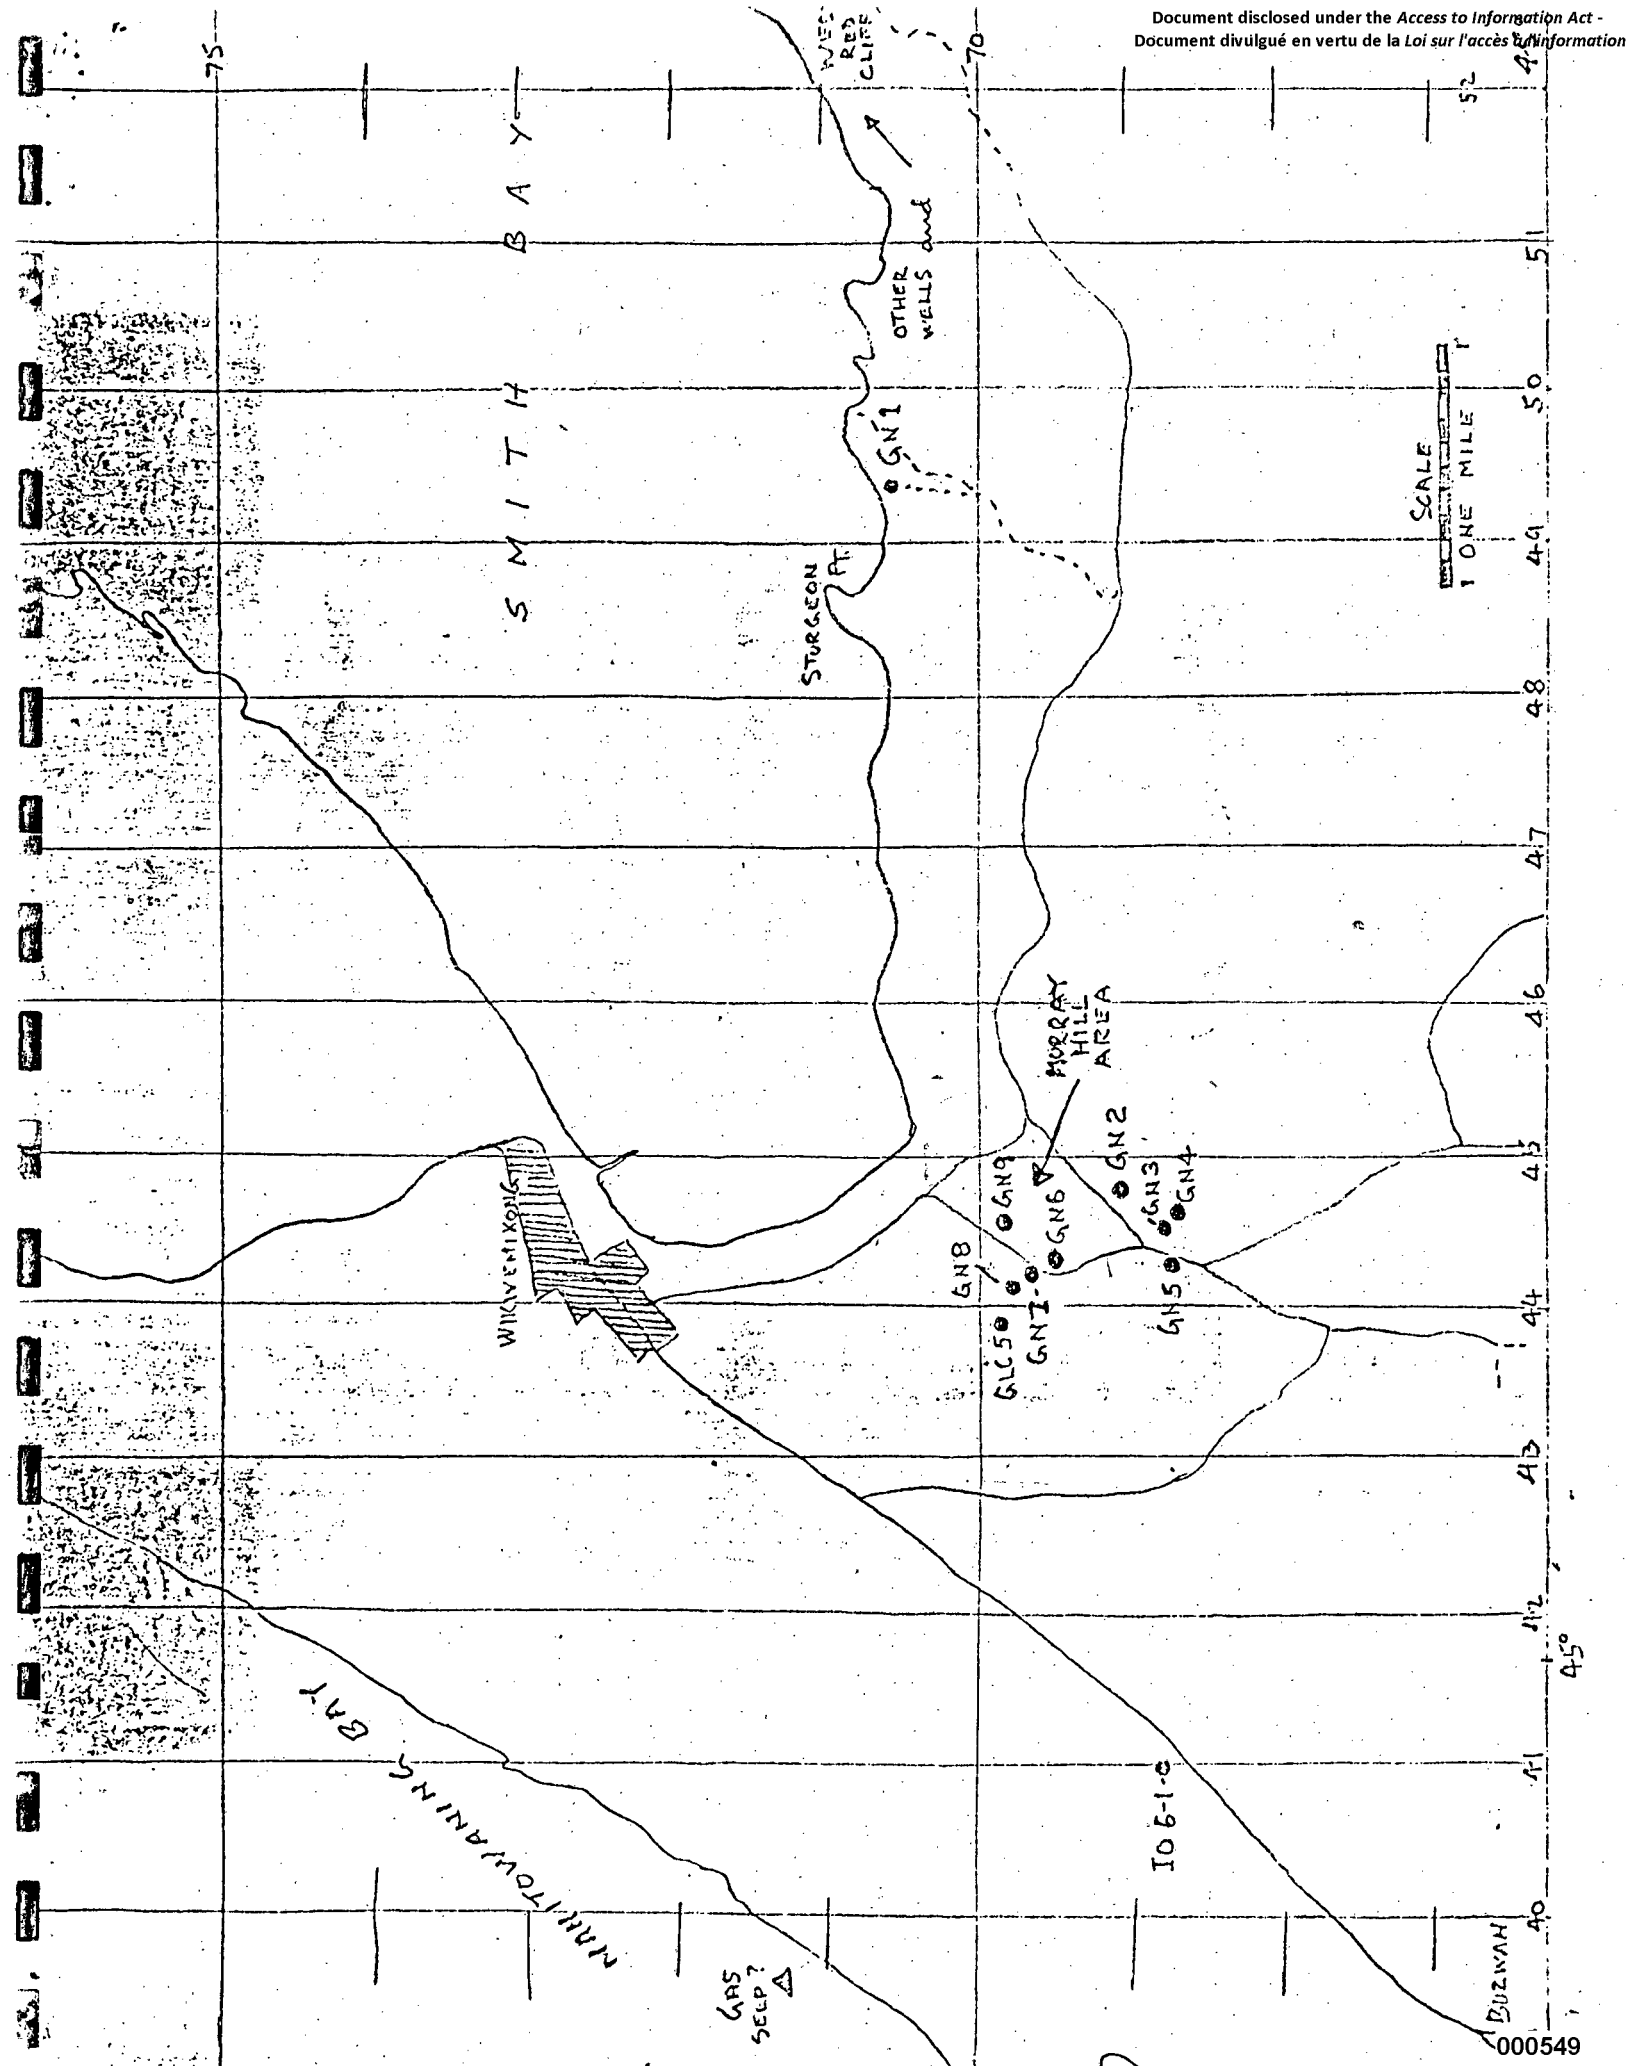 Document disclosed under the Access to Information Act -
Document divulgué en vertu de la Loi sur l'accès à l'information
75
70
RED
CLIFF
52
SMITH BAY
OTHER
WELLS and
51
50
GN 1
SCALE
1 ONE MILE 1
49
STURGEON
PT.
48
47
46
MURRAY
HILL
AREA
45
WIKWEMIKONG
GN9
GN2
GN3
GN4
GN6
GN8
GN7
GLC5
GN5
44
43
42
45°
MANITOWANING BAY
41
IO 6-1
40
GAS
SEEP ?
BUZWAH
000549